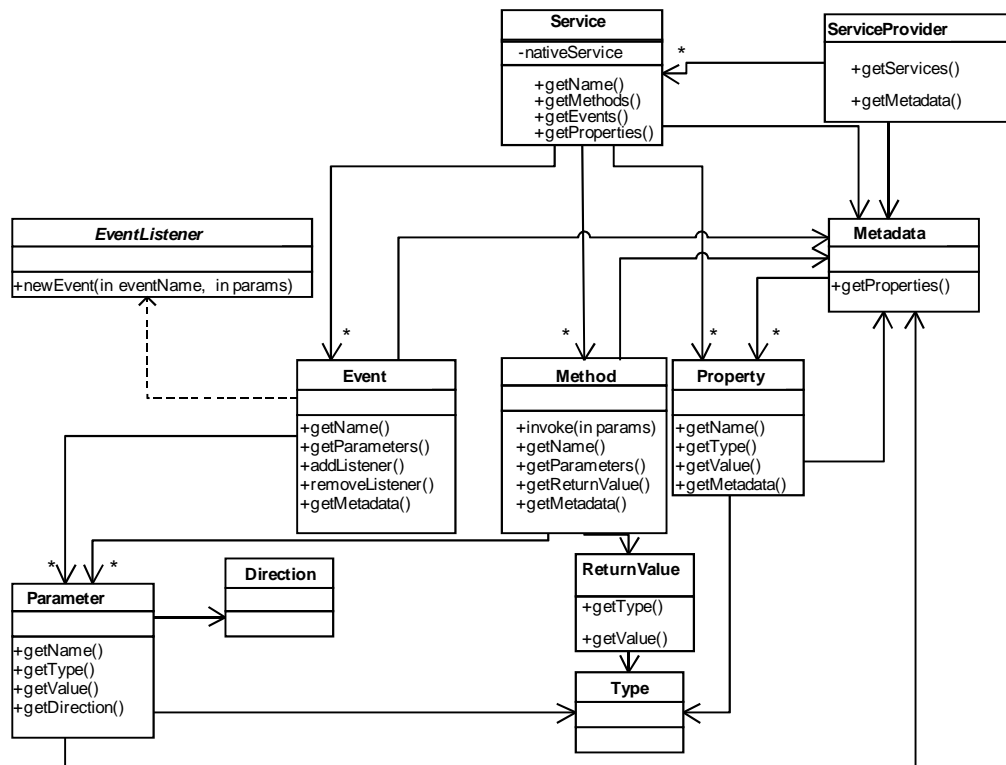 Service
-nativeService
+getName()
+getMethods()
+getEvents()
+getProperties()
ServiceProvider
+getServices()
+getMetadata()
*
EventListener
+newEvent(in eventName, in params)
Metadata
+getProperties()
*
*
*
*
Event
+getName()
+getParameters()
+addListener()
+removeListener()
+getMetadata()
Method
+invoke(in params)
+getName()
+getParameters()
+getReturnValue()
+getMetadata()
Property
+getName()
+getType()
+getValue()
+getMetadata()
*
*
Parameter
+getName()
+getType()
+getValue()
+getDirection()
Direction
ReturnValue
+getType()
+getValue()
Type